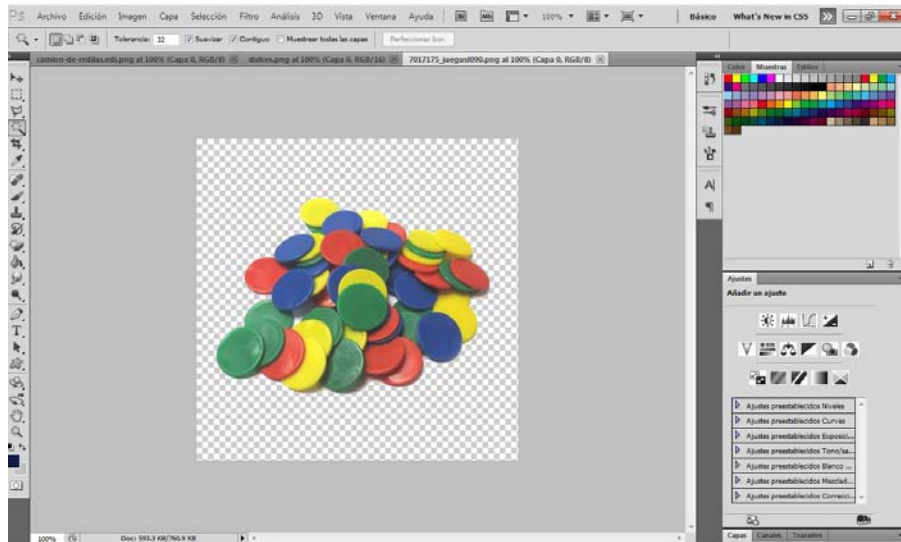 PS Archivo Edición Imagen Capa Selección Filtro Análisis 3D Vista Ventana Ayuda Br Mb 100% Básico What's New in CS5
Tolerancia: 32 Suavizar Contiguo Muestrear todas las capas Perfeccionar bor...
camion-de-redilas.eds.png al 100% (Capa 0, RGB/8) dulces.png al 100% (Capa 0, RGB/16) 7017175_juegusl090.png al 100% (Capa 0, RGB/8)
Color Muestras Estilos
Ajustes
Añadir un ajuste
Ajustes preestablecidos Niveles
Ajustes preestablecidos Curvas
Ajustes preestablecidos Exposici...
Ajustes preestablecidos Tono/sa...
Ajustes preestablecidos Blanco ...
Ajustes preestablecidos Mezclad...
Ajustes preestablecidos Correcci...
100% Doc: 593.3 KB/760.9 KB
Capas Canales Trazados